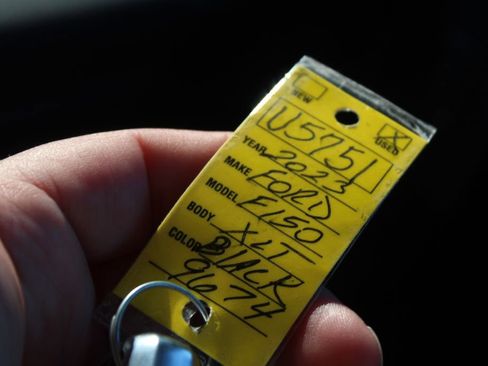 NEW USED
U5751
YEAR 2023
MAKE FORD
MODEL F150
BODY XLT
COLOR BLACK
9674